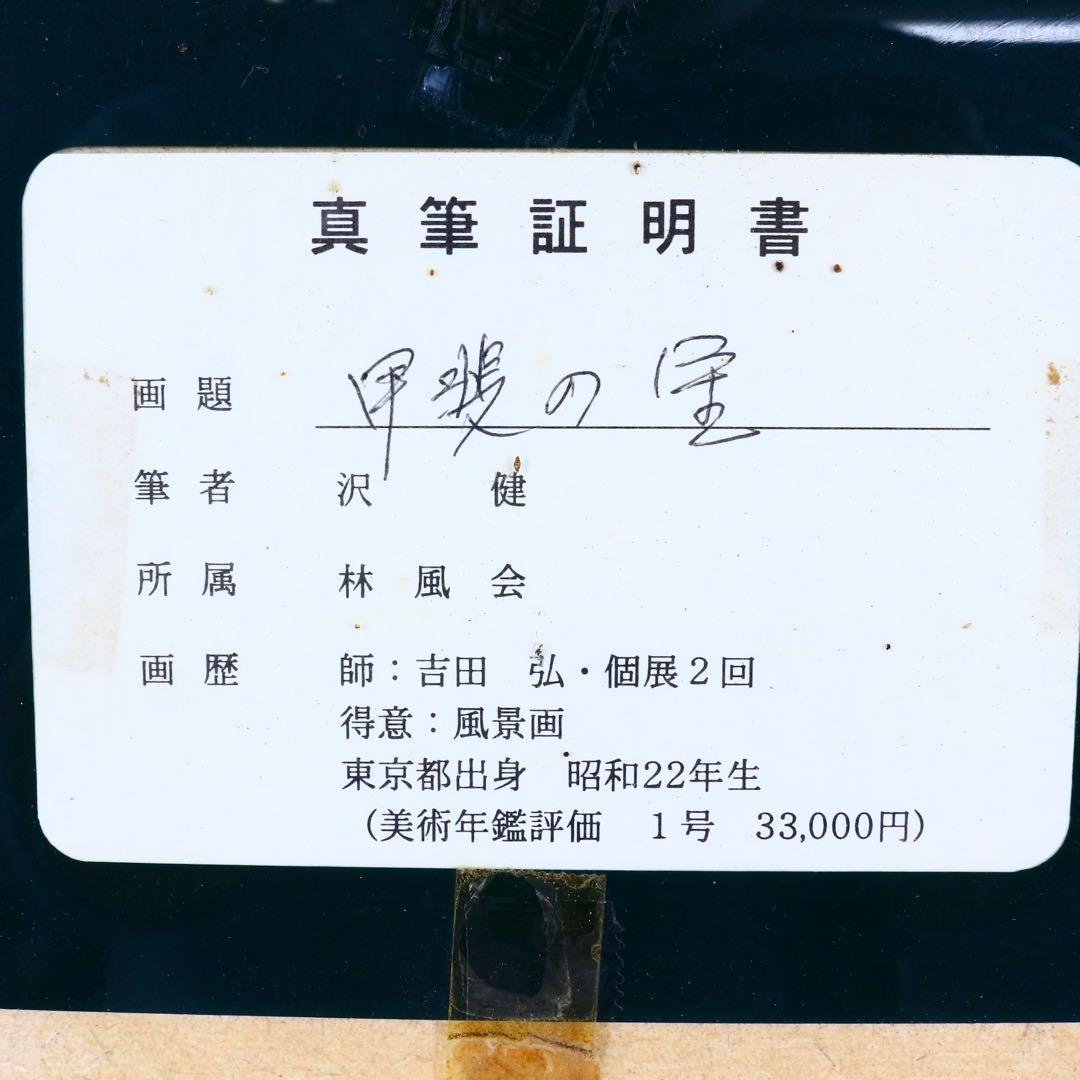 真筆証明書
画題 甲斐の
筆者 沢 健
所属 林風会
画歴 師：吉田 弘・個展２回
得意：風景画
東京都出身 昭和22年生
（美術年鑑評価 １号 33,000円）